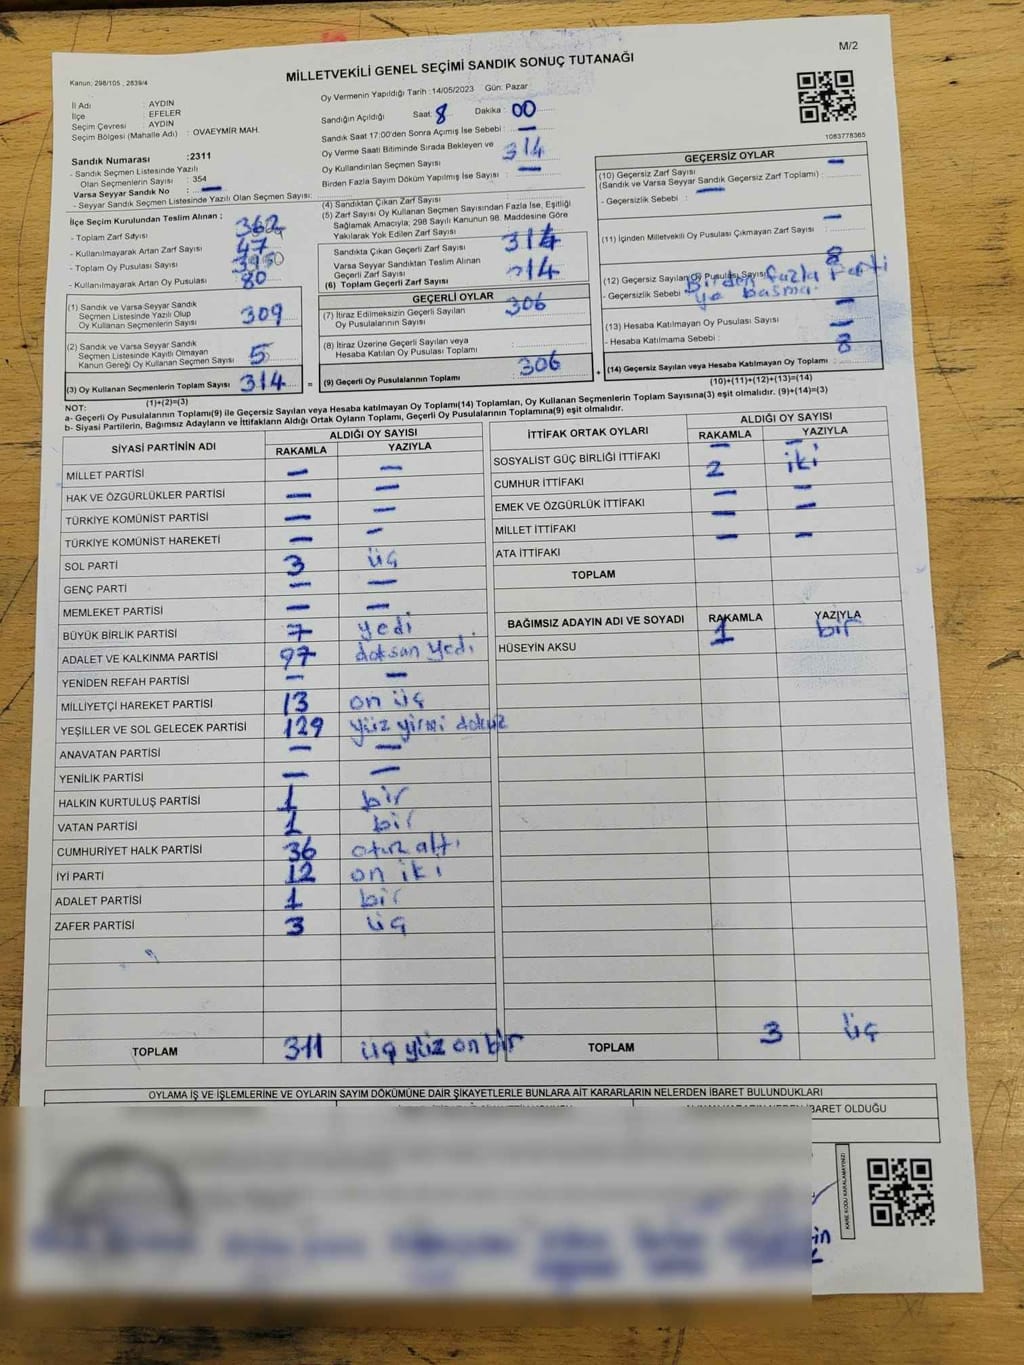 M/2
Kanun: 298/105 , 2839/4
MİLLETVEKİLİ GENEL SEÇİMİ SANDIK SONUÇ TUTANAĞI
1083778365
İl Adı : AYDIN
İlçe : EFELER
Seçim Çevresi : AYDIN
Seçim Bölgesi (Mahalle Adı) : OVAEYMİR MAH.
Sandık Numarası :2311
- Sandık Seçmen Listesinde Yazılı
Olan Seçmenlerin Sayısı : 354
Varsa Seyyar Sandık No : —
- Seyyar Sandık Seçmen Listesinde Yazılı Olan Seçmen Sayısı:
Oy Vermenin Yapıldığı Tarih :14/05/2023 Gün: Pazar
Sandığın Açıldığı Saat: 8 Dakika : 00
Sandık Saat 17:00'den Sonra Açımış İse Sebebi : —
Oy Verme Saati Bitiminde Sırada Bekleyen ve
Oy Kullandırılan Seçmen Sayısı 314
Birden Fazla Sayım Döküm Yapılmış İse Sayısı : —
İlçe Seçim Kurulundan Teslim Alınan ;
- Toplam Zarf Sayısı
- Kullanılmayarak Artan Zarf Sayısı 47
- Toplam Oy Pusulası Sayısı
- Kullanılmayarak Artan Oy Pusulası 80
(1) Sandık ve Varsa Seyyar Sandık
Seçmen Listesinde Yazılı Olup
Oy Kullanan Seçmenlerin Sayısı 309
(2) Sandık ve Varsa Seyyar Sandık
Seçmen Listesinde Kayıtlı Olmayan
Kanun Gereği Oy Kullanan Seçmen Sayısı 5
(3) Oy Kullanan Seçmenlerin Toplam Sayısı 314 =
(1)+(2)=(3)
(4) Sandıktan Çıkan Zarf Sayısı
(5) Zarf Sayısı Oy Kullanan Seçmen Sayısından Fazla İse, Eşitliği
Sağlamak Amacıyla; 298 Sayılı Kanunun 98. Maddesine Göre
Yakılarak Yok Edilen Zarf Sayısı
Sandıkta Çıkan Geçerli Zarf Sayısı 314
Varsa Seyyar Sandıktan Teslim Alınan
Geçerli Zarf Sayısı
(6) Toplam Geçerli Zarf Sayısı 314
GEÇERLİ OYLAR
(7) İtiraz Edilmeksizin Geçerli Sayılan
Oy Pusulalarının Sayısı 306
(8) İtiraz Üzerine Geçerli Sayılan veya
Hesaba Katılan Oy Pusulası Toplamı
(9) Geçerli Oy Pusulalarının Toplamı : 306 +
GEÇERSİZ OYLAR
(10) Geçersiz Zarf Sayısı —
(Sandık ve Varsa Seyyar Sandık Geçersiz Zarf Toplamı) :
- Geçersizlik Sebebi : —
(11) İçinden Milletvekili Oy Pusulası Çıkmayan Zarf Sayısı : —
(12) Geçersiz Sayılan Oy Pusulası Sayısı 8
- Geçersizlik Sebebi Birden fazla Parti
ye basma.
(13) Hesaba Katılmayan Oy Pusulası Sayısı —
- Hesaba Katılmama Sebebi : —
(14) Geçersiz Sayılan veya Hesaba Katılmayan Oy Toplamı : 8
(10)+(11)+(12)+(13)=(14)
NOT:
a- Geçerli Oy Pusulalarının Toplamı(9) ile Geçersiz Sayılan veya Hesaba katılmayan Oy Toplamı(14) Toplamları, Oy Kullanan Seçmenlerin Toplam Sayısına(3) eşit olmalıdır. (9)+(14)=(3)
b- Siyasi Partilerin, Bağımsız Adayların ve İttifakların Aldığı Ortak Oyların Toplamı, Geçerli Oy Pusulalarının Toplamına(9) eşit olmalıdır.
SİYASİ PARTİNİN ADI ALDIĞI OY SAYISI
RAKAMLA YAZIYLA
MİLLET PARTİSİ — —
HAK VE ÖZGÜRLÜKLER PARTİSİ — —
TÜRKİYE KOMÜNİST PARTİSİ — —
TÜRKİYE KOMÜNİST HAREKETİ — —
SOL PARTİ 3 üç
GENÇ PARTİ — —
MEMLEKET PARTİSİ — —
BÜYÜK BİRLİK PARTİSİ 7 yedi
ADALET VE KALKINMA PARTİSİ 97 doksan yedi
YENİDEN REFAH PARTİSİ — —
MİLLİYETÇİ HAREKET PARTİSİ 13 on üç
YEŞİLLER VE SOL GELECEK PARTİSİ 129 yüz yirmi dokuz
ANAVATAN PARTİSİ — —
YENİLİK PARTİSİ — —
HALKIN KURTULUŞ PARTİSİ 1 bir
VATAN PARTİSİ 1 bir
CUMHURİYET HALK PARTİSİ 36 otuz altı
İYİ PARTİ 12 on iki
ADALET PARTİSİ 1 bir
ZAFER PARTİSİ 3 üç
TOPLAM 311 üç yüz on bir
İTTİFAK ORTAK OYLARI ALDIĞI OY SAYISI
RAKAMLA YAZIYLA
SOSYALİST GÜÇ BİRLİĞİ İTTİFAKI — —
CUMHUR İTTİFAKI 2 iki
EMEK VE ÖZGÜRLÜK İTTİFAKI — —
MİLLET İTTİFAKI — —
ATA İTTİFAKI — —
TOPLAM
BAĞIMSIZ ADAYIN ADI VE SOYADI RAKAMLA YAZIYLA
HÜSEYİN AKSU 1 bir
TOPLAM 3 üç
OYLAMA İŞ VE İŞLEMLERİNE VE OYLARIN SAYIM DÖKÜMÜNE DAİR ŞİKAYETLERLE BUNLARA AİT KARARLARIN NELERDEN İBARET BULUNDUKLARI
İBARET OLDUĞU
KARE KODU KARALAMAYINIZ!